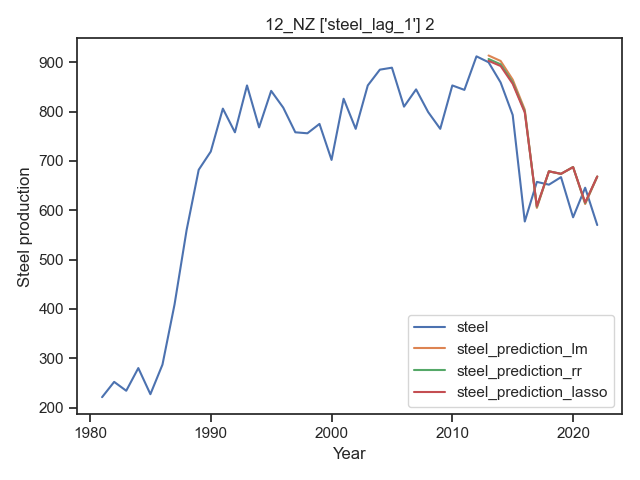 12_NZ ['steel_lag_1'] 2
Steel production
900
800
700
600
500
400
300
200
1980
1990
2000
2010
2020
Year
steel
steel_prediction_lm
steel_prediction_rr
steel_prediction_lasso